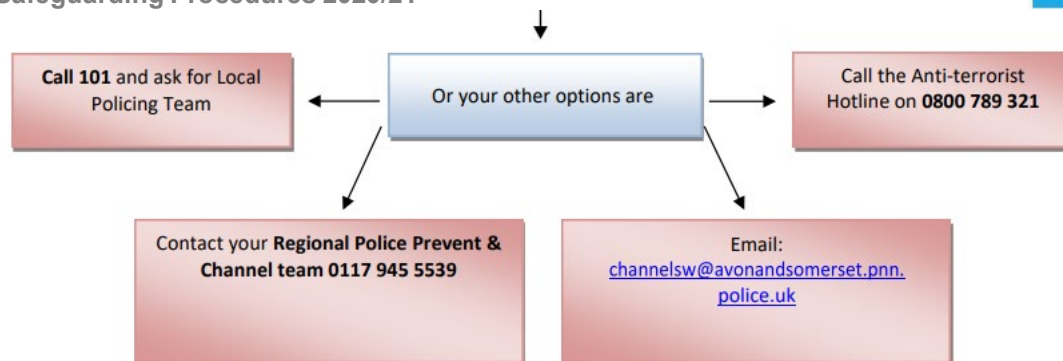 Safeguarding Procedures
Call 101 and ask for Local
Policing Team
Or your other options are
Call the Anti-terrorist
Hotline on 0800 789 321
Contact your Regional Police Prevent &
Channel team 0117 945 5539
Email:
channelsw@avonandsomerset.pnn.
police.uk